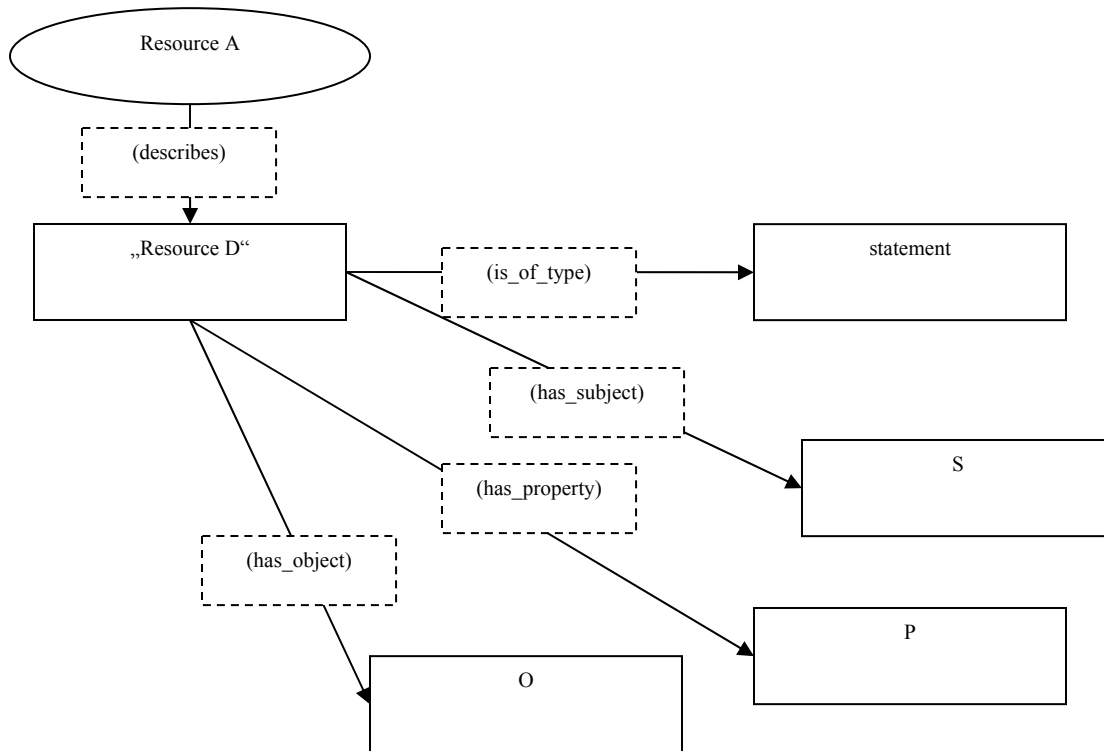 Resource A
(describes)
„Resource D“
(is_of_type)
statement
(has_subject)
S
(has_property)
(has_object)
P
O